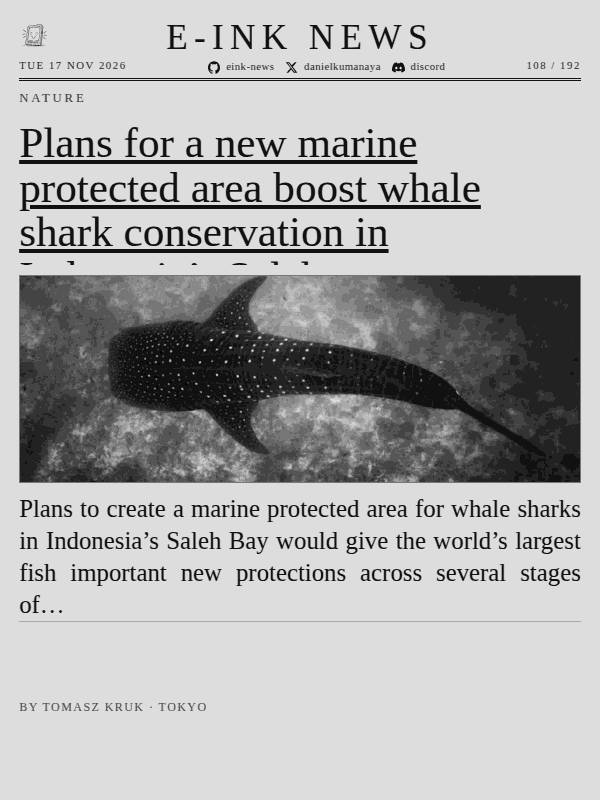 E-INK NEWS
TUE 17 NOV 2026
eink-news danielkumanaya discord
108 / 192
NATURE
Plans for a new marine
protected area boost whale
shark conservation in
Plans to create a marine protected area for whale sharks
in Indonesia’s Saleh Bay would give the world’s largest
fish important new protections across several stages
of…
BY TOMASZ KRUK · TOKYO